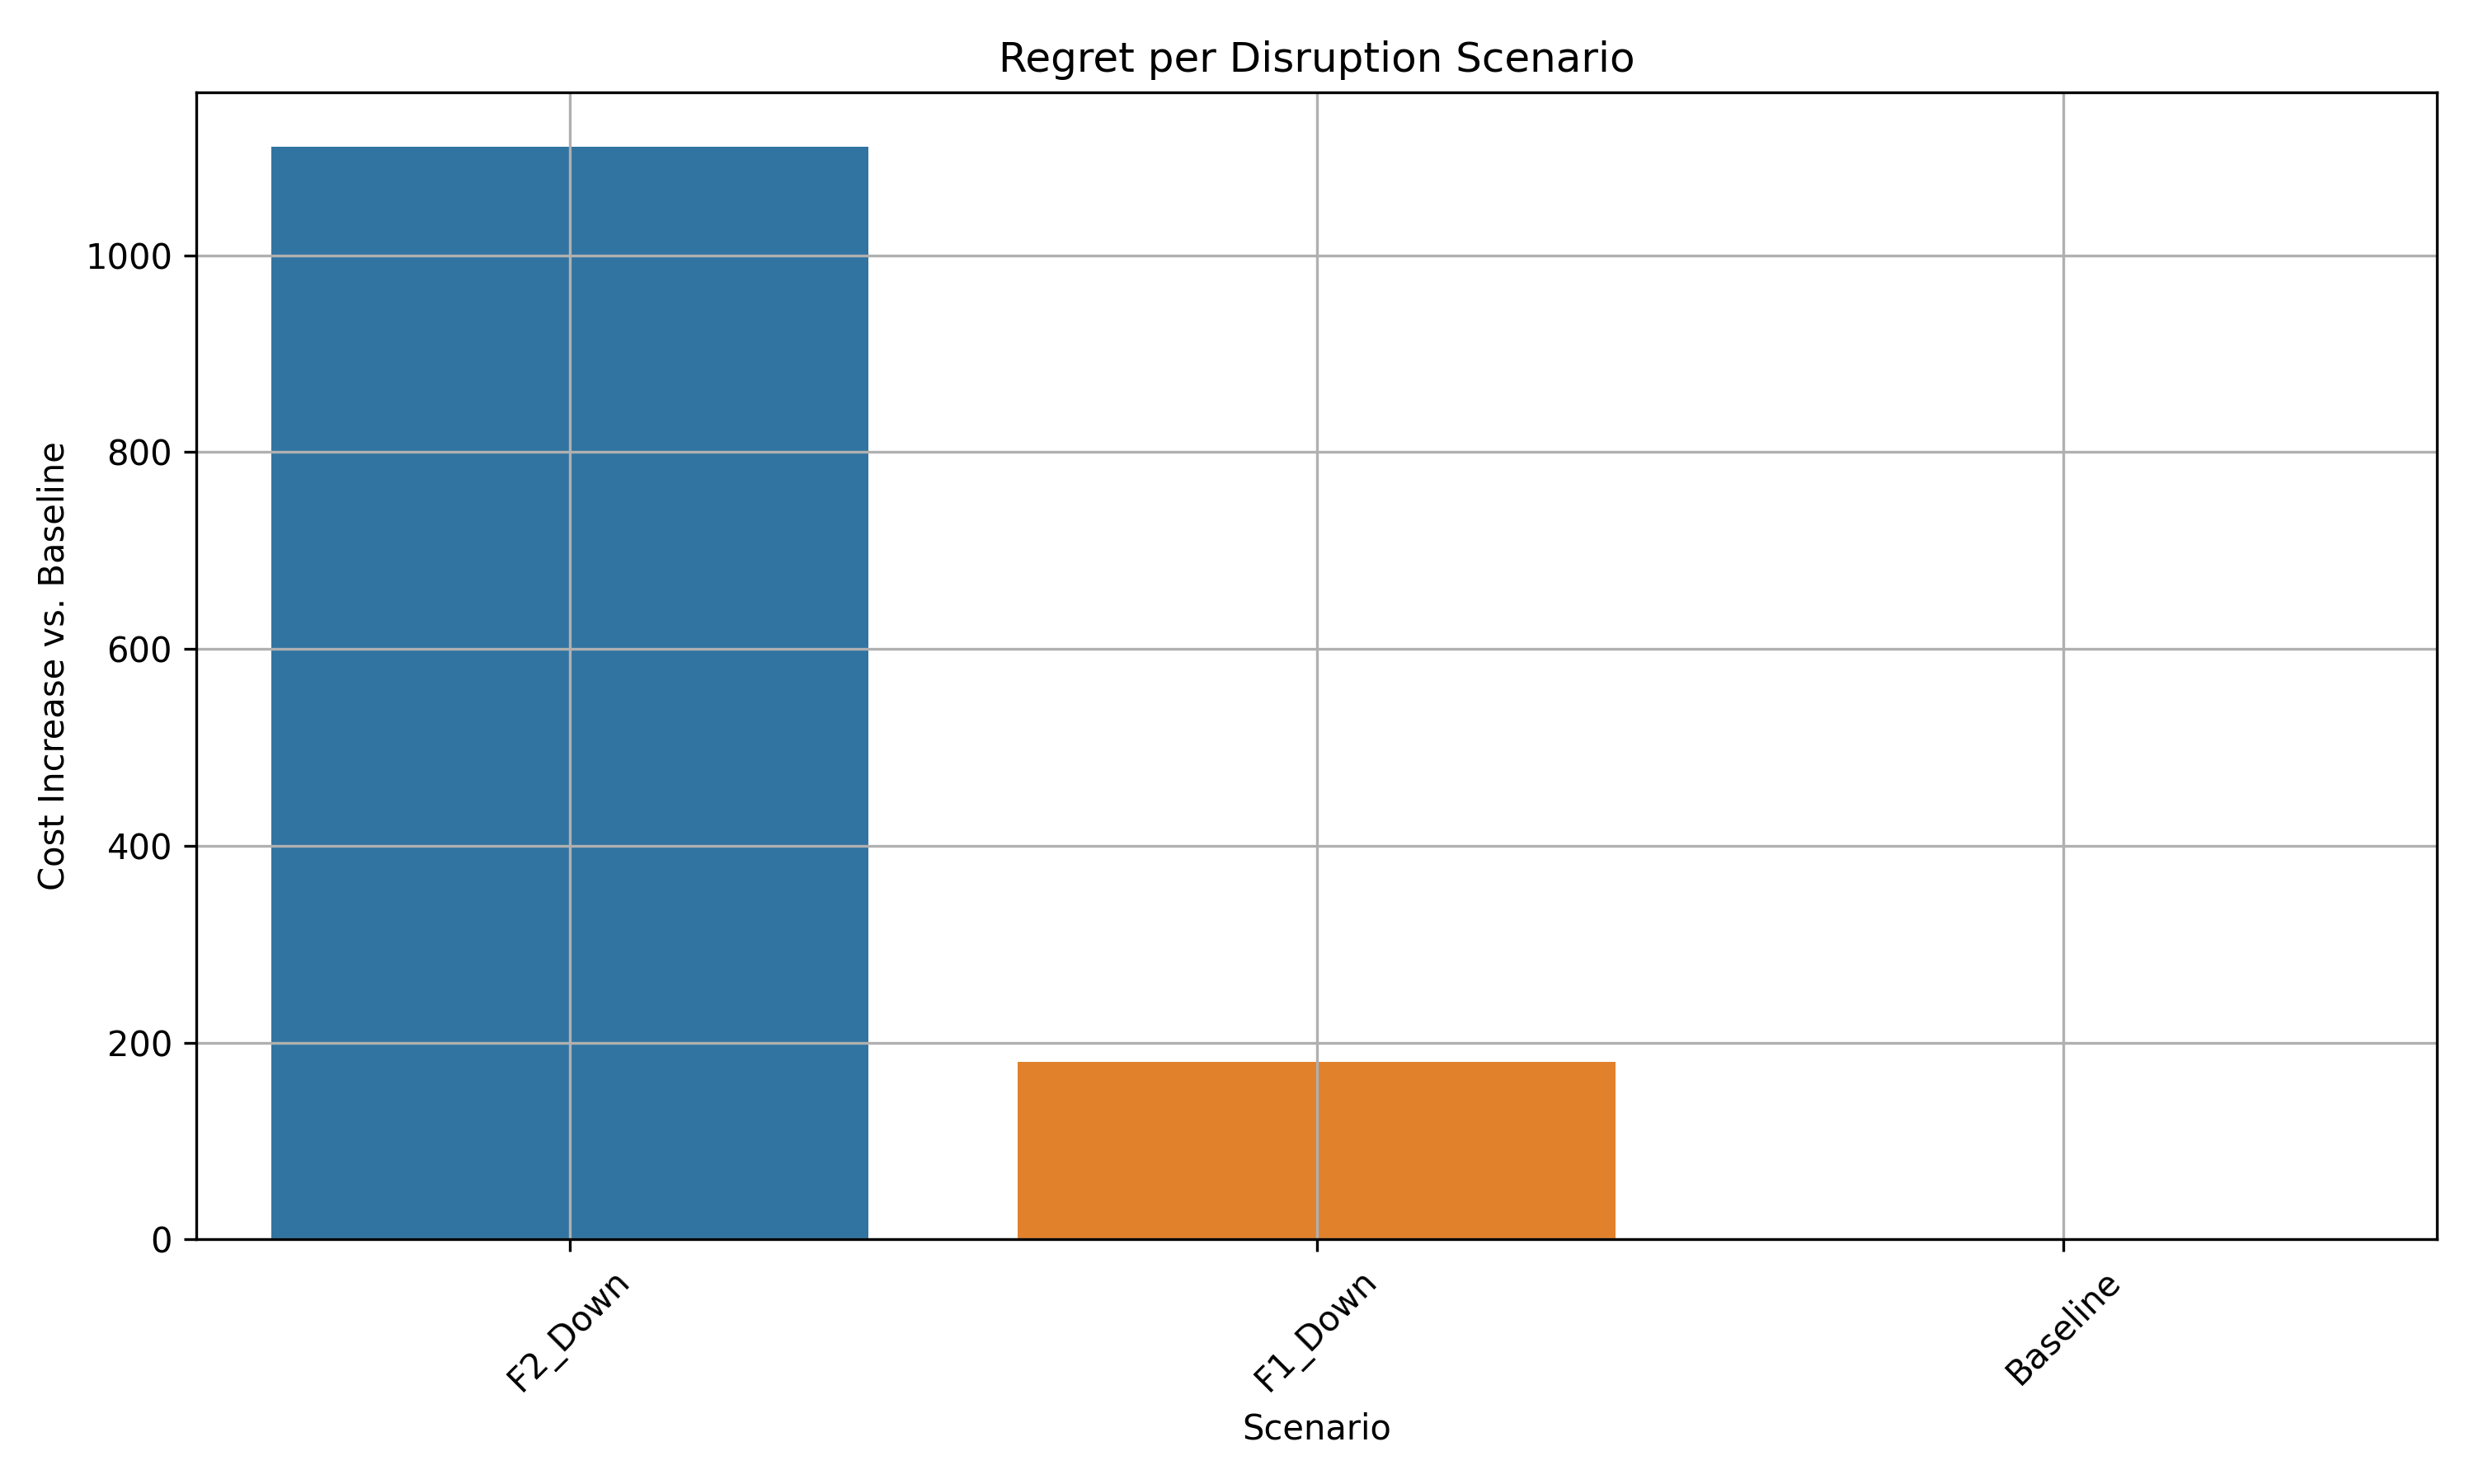 Regret per Disruption Scenario
Cost Increase vs. Baseline
1000
800
600
400
200
0
F2_Down
F1_Down
Baseline
Scenario